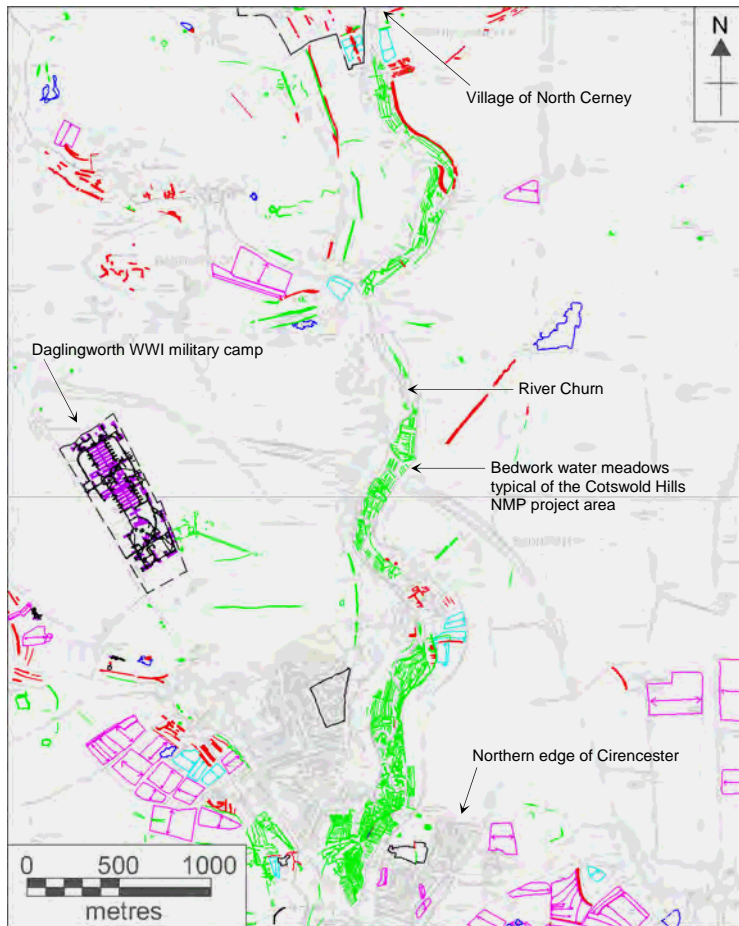 N
Village of North Cerney
Daglingworth WWI military camp
River Churn
Bedwork water meadows
typical of the Cotswold Hills
NMP project area
Northern edge of Cirencester
0 500 1000
metres